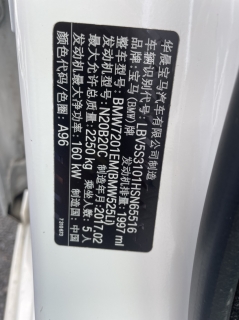 华晨宝马汽车有限公司制造
车辆识别代号: LBV5S3101HSN65516
品牌: 宝马(BMW)牌
整车型号: BMW7201EM(BMW525Li)
发动机型号: N20B20C 发动机排量: 1997 ml
最大允许总质量: 2250 kg 制造年月: 2017.02
发动机最大净功率: 160 kW 乘坐人数: 5 人
颜色代码/色圈: A96 制造国: 中国